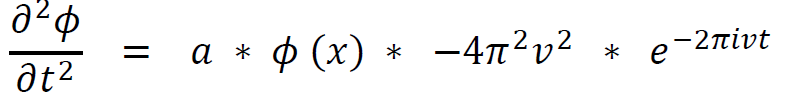 ∂²ϕ/∂t² = a * ϕ (x) * −4π²v² * e^(−2πivt)